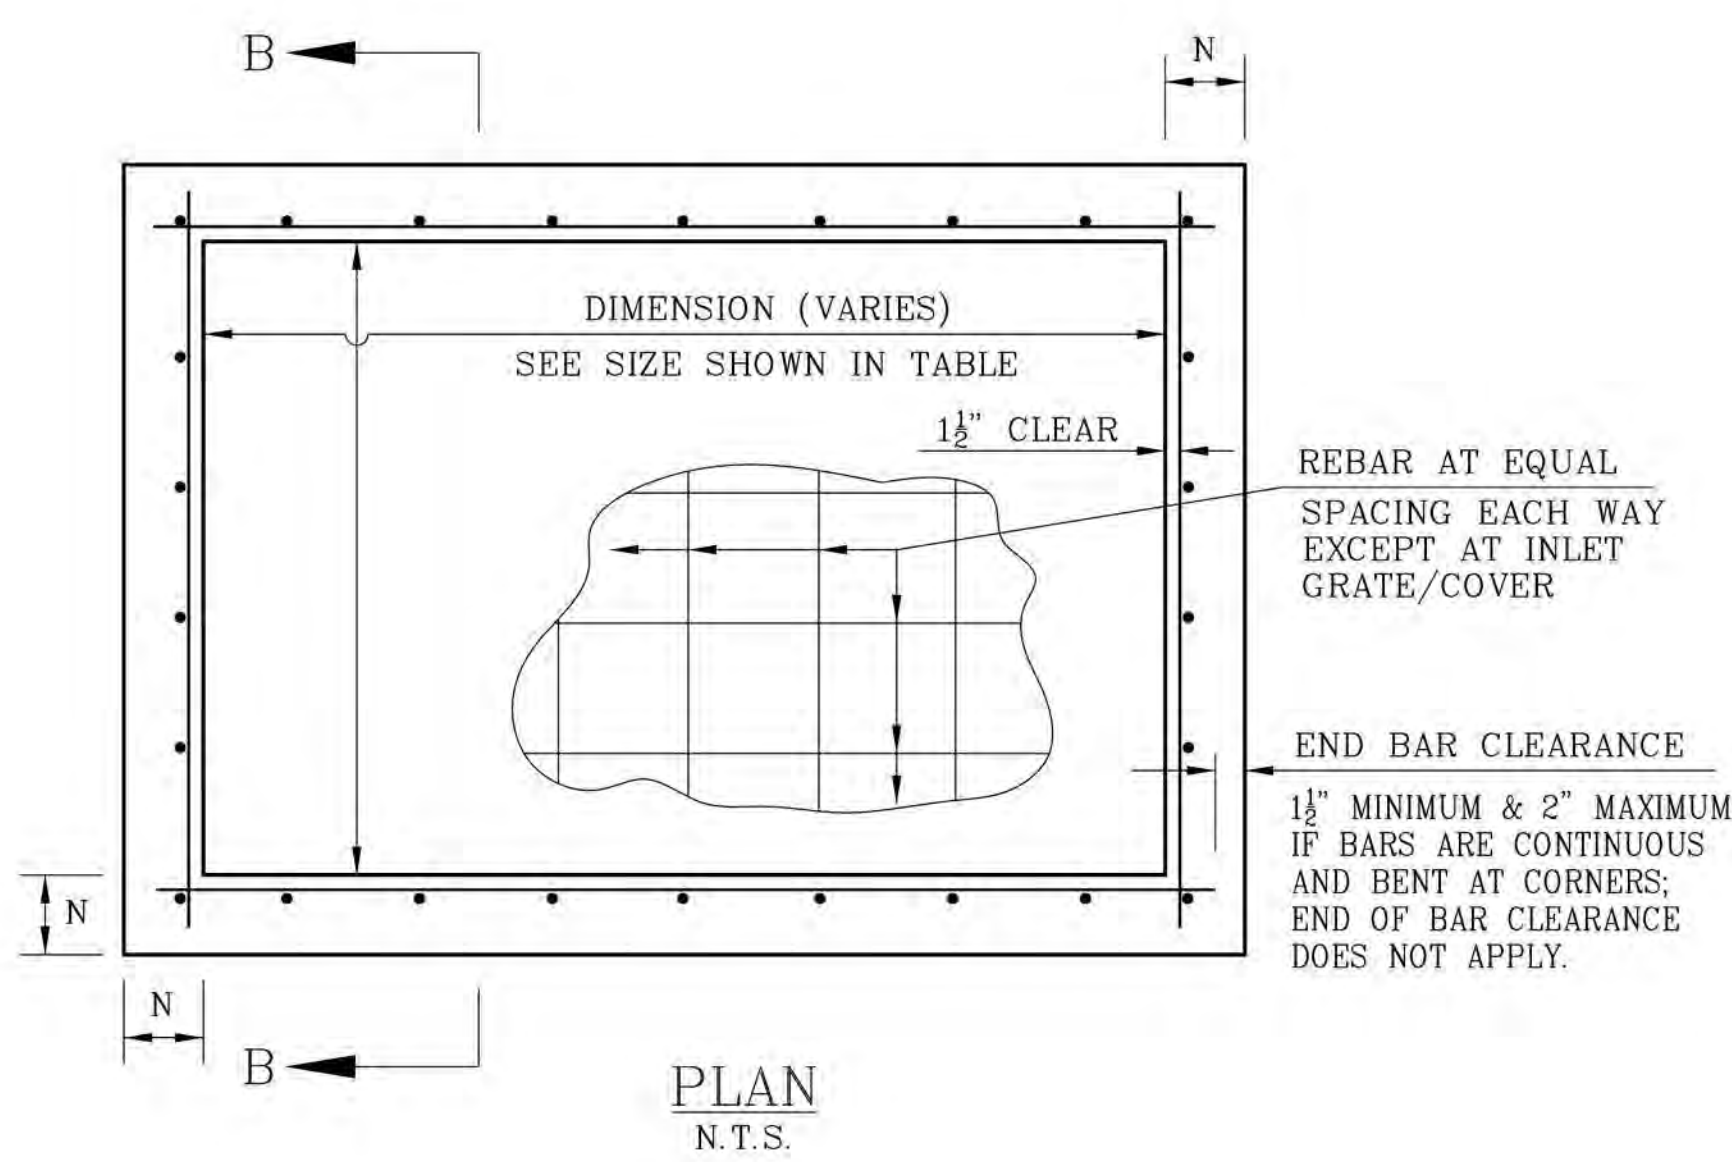 B
N
DIMENSION (VARIES)
SEE SIZE SHOWN IN TABLE
1½" CLEAR
REBAR AT EQUAL
SPACING EACH WAY
EXCEPT AT INLET
GRATE/COVER
END BAR CLEARANCE
1½" MINIMUM & 2" MAXIMUM
IF BARS ARE CONTINUOUS
AND BENT AT CORNERS;
END OF BAR CLEARANCE
DOES NOT APPLY.
N
N
B
PLAN
N.T.S.